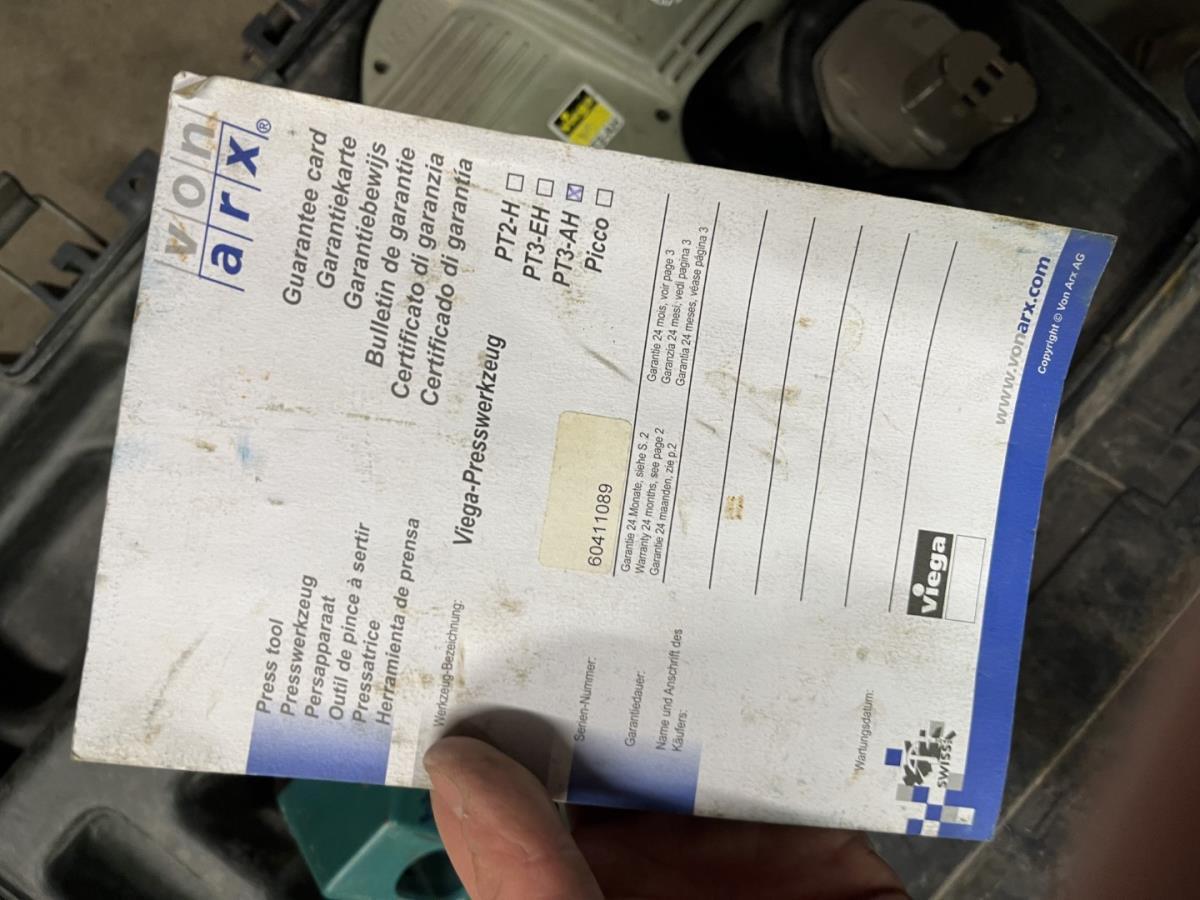 von
arx®
Guarantee card
Garantiekarte
Garantiebewijs
Bulletin de garantie
Certificato di garanzia
Certificado di garantía
Press tool
Presswerkzeug
Persapparaat
Outil de pince à sertir
Pressatrice
Herramienta de prensa
Werkzeug-Bezeichnung:
Viega-Presswerkzeug
PT2-H
PT3-EH
PT3-AH
Picco
Serien-Nummer:
60411089
Garantiedauer:
Garantie 24 Monate, siehe S. 2
Warranty 24 months, see page 2
Garantie 24 maanden, zie p.2
Garantie 24 mois, voir page 3
Garanzia 24 mesi, vedi pagina 3
Garantía 24 meses, véase página 3
Name und Anschrift des
Käufers:
Wartungsdatum:
viega
SWISS
www.vonarx.com
Copyright © Von Arx AG